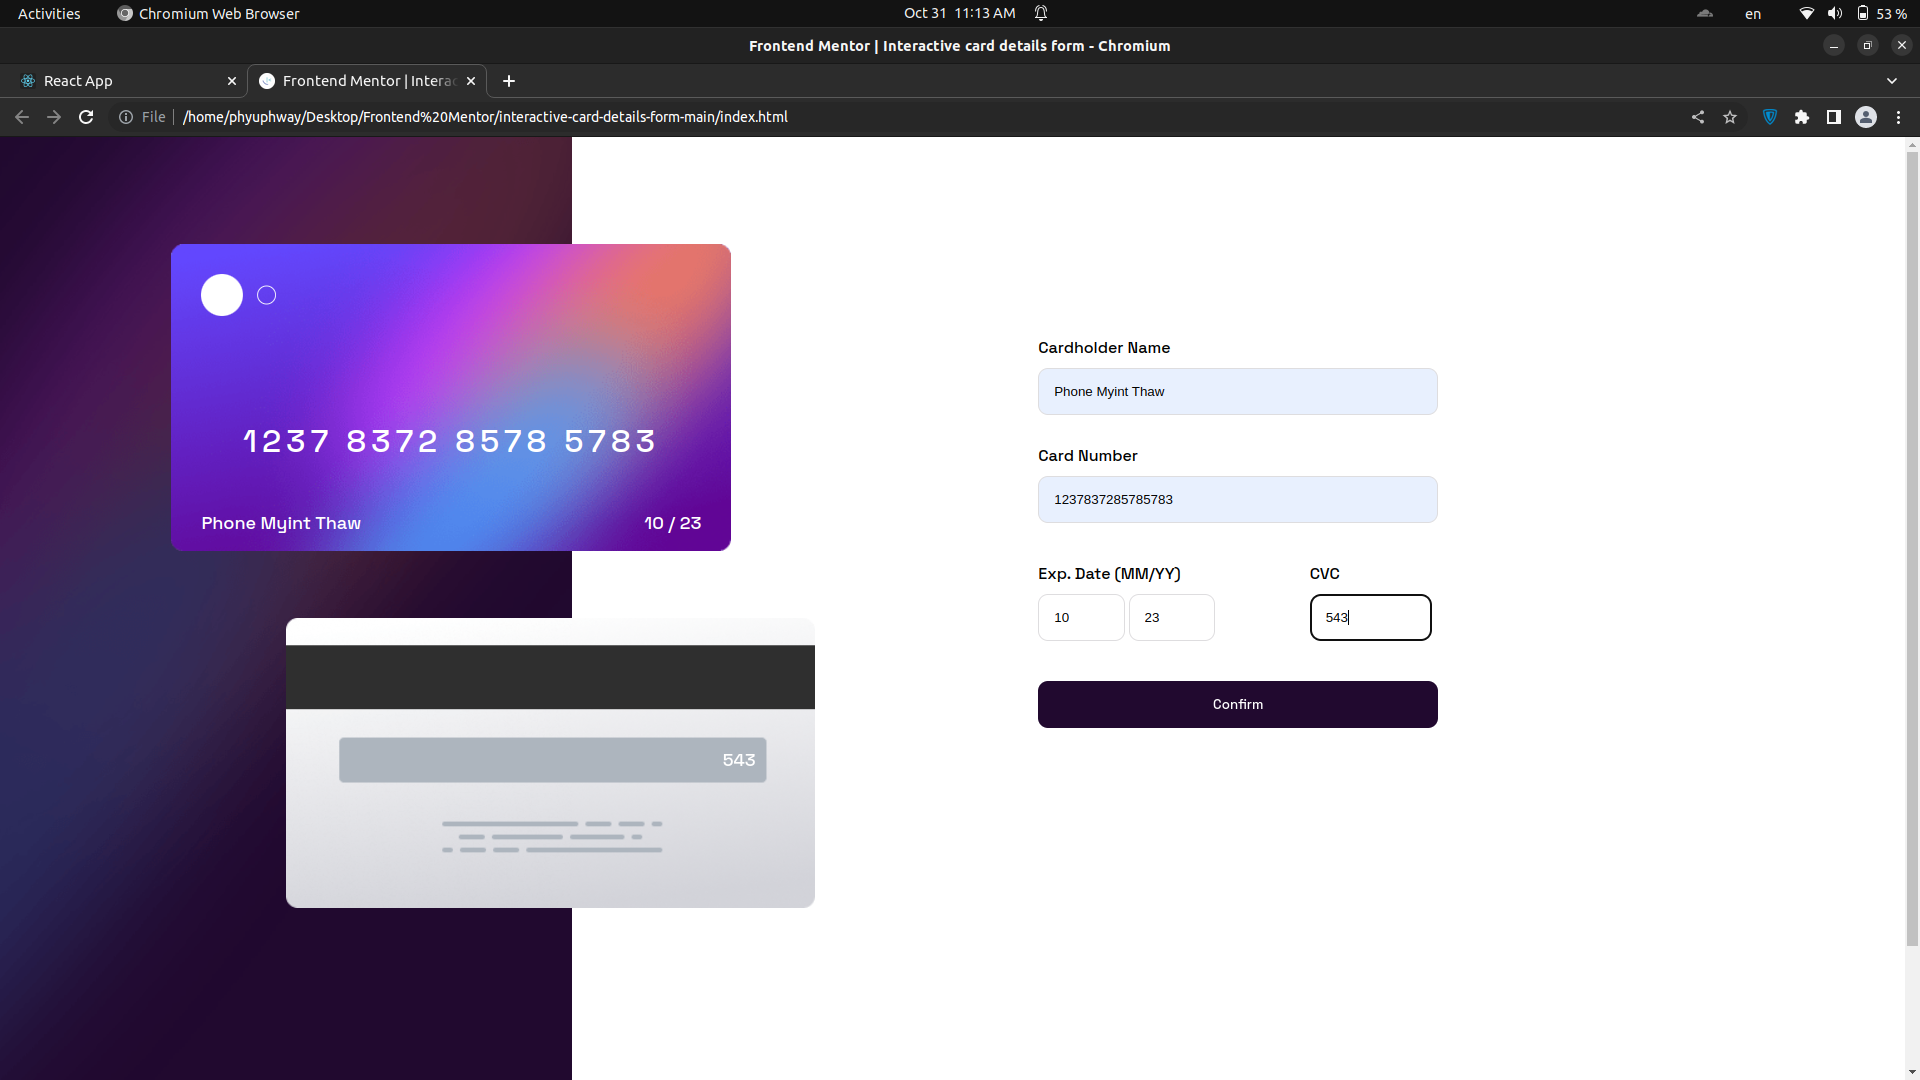 Activities
Chromium Web Browser
Oct 31 11:13 AM
en
53 %
Frontend Mentor | Interactive card details form - Chromium
React App
Frontend Mentor | Interac
File
/home/phyuphway/Desktop/Frontend%20Mentor/interactive-card-details-form-main/index.html
1237 8372 8578 5783
Phone Myint Thaw
10 / 23
543
Cardholder Name
Phone Myint Thaw
Card Number
1237837285785783
Exp. Date (MM/YY)
CVC
10
23
543
Confirm